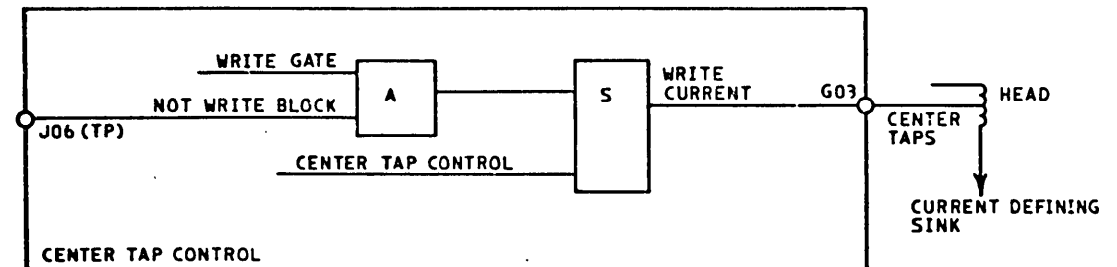 WRITE GATE
A
NOT WRITE BLOCK
J06 (TP)
CENTER TAP CONTROL
S
WRITE
CURRENT
G03
CENTER
TAPS
HEAD
CURRENT DEFINING
SINK
CENTER TAP CONTROL